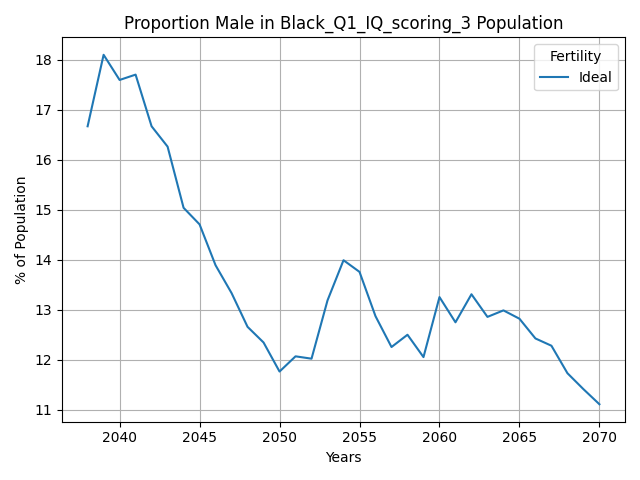 Proportion Male in Black_Q1_IQ_scoring_3 Population
Fertility
Ideal
% of Population
18
17
16
15
14
13
12
11
2040 2045 2050 2055 2060 2065 2070
Years